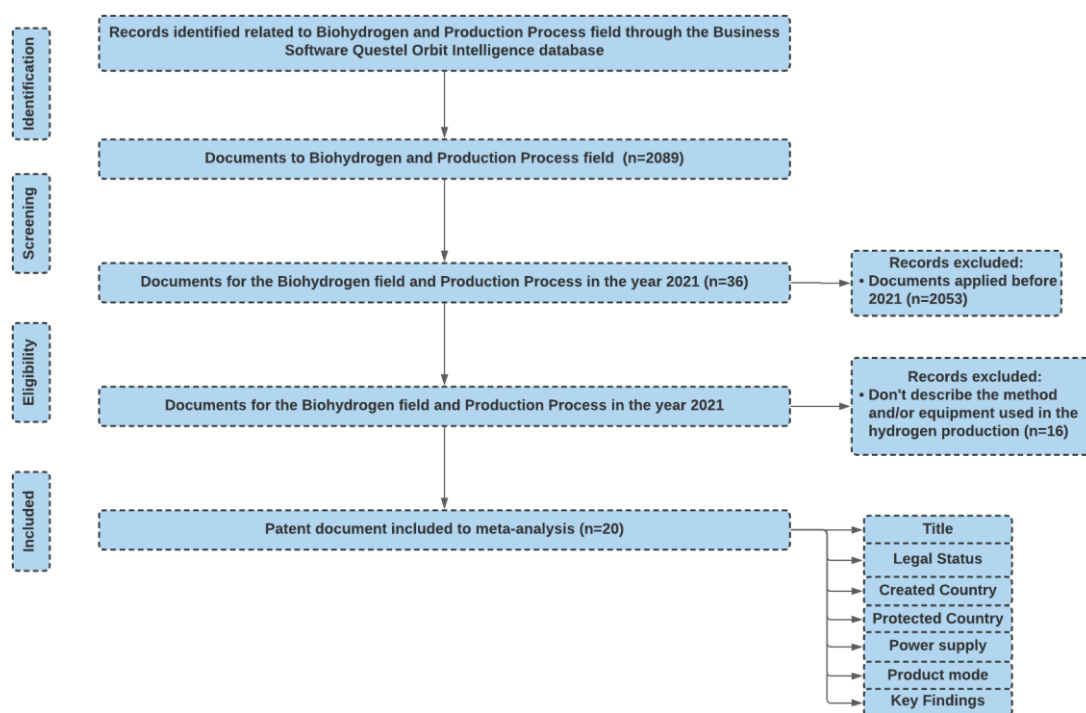 Identification
Records identified related to Biohydrogen and Production Process field through the Business
Software Questel Orbit Intelligence database
Documents to Biohydrogen and Production Process field (n=2089)
Screening
Documents for the Biohydrogen field and Production Process in the year 2021 (n=36)
Records excluded:
• Documents applied before
2021 (n=2053)
Eligibility
Documents for the Biohydrogen field and Production Process in the year 2021
Records excluded:
• Don't describe the method
and/or equipment used in the
hydrogen production (n=16)
Included
Patent document included to meta-analysis (n=20)
Title
Legal Status
Created Country
Protected Country
Power supply
Product mode
Key Findings